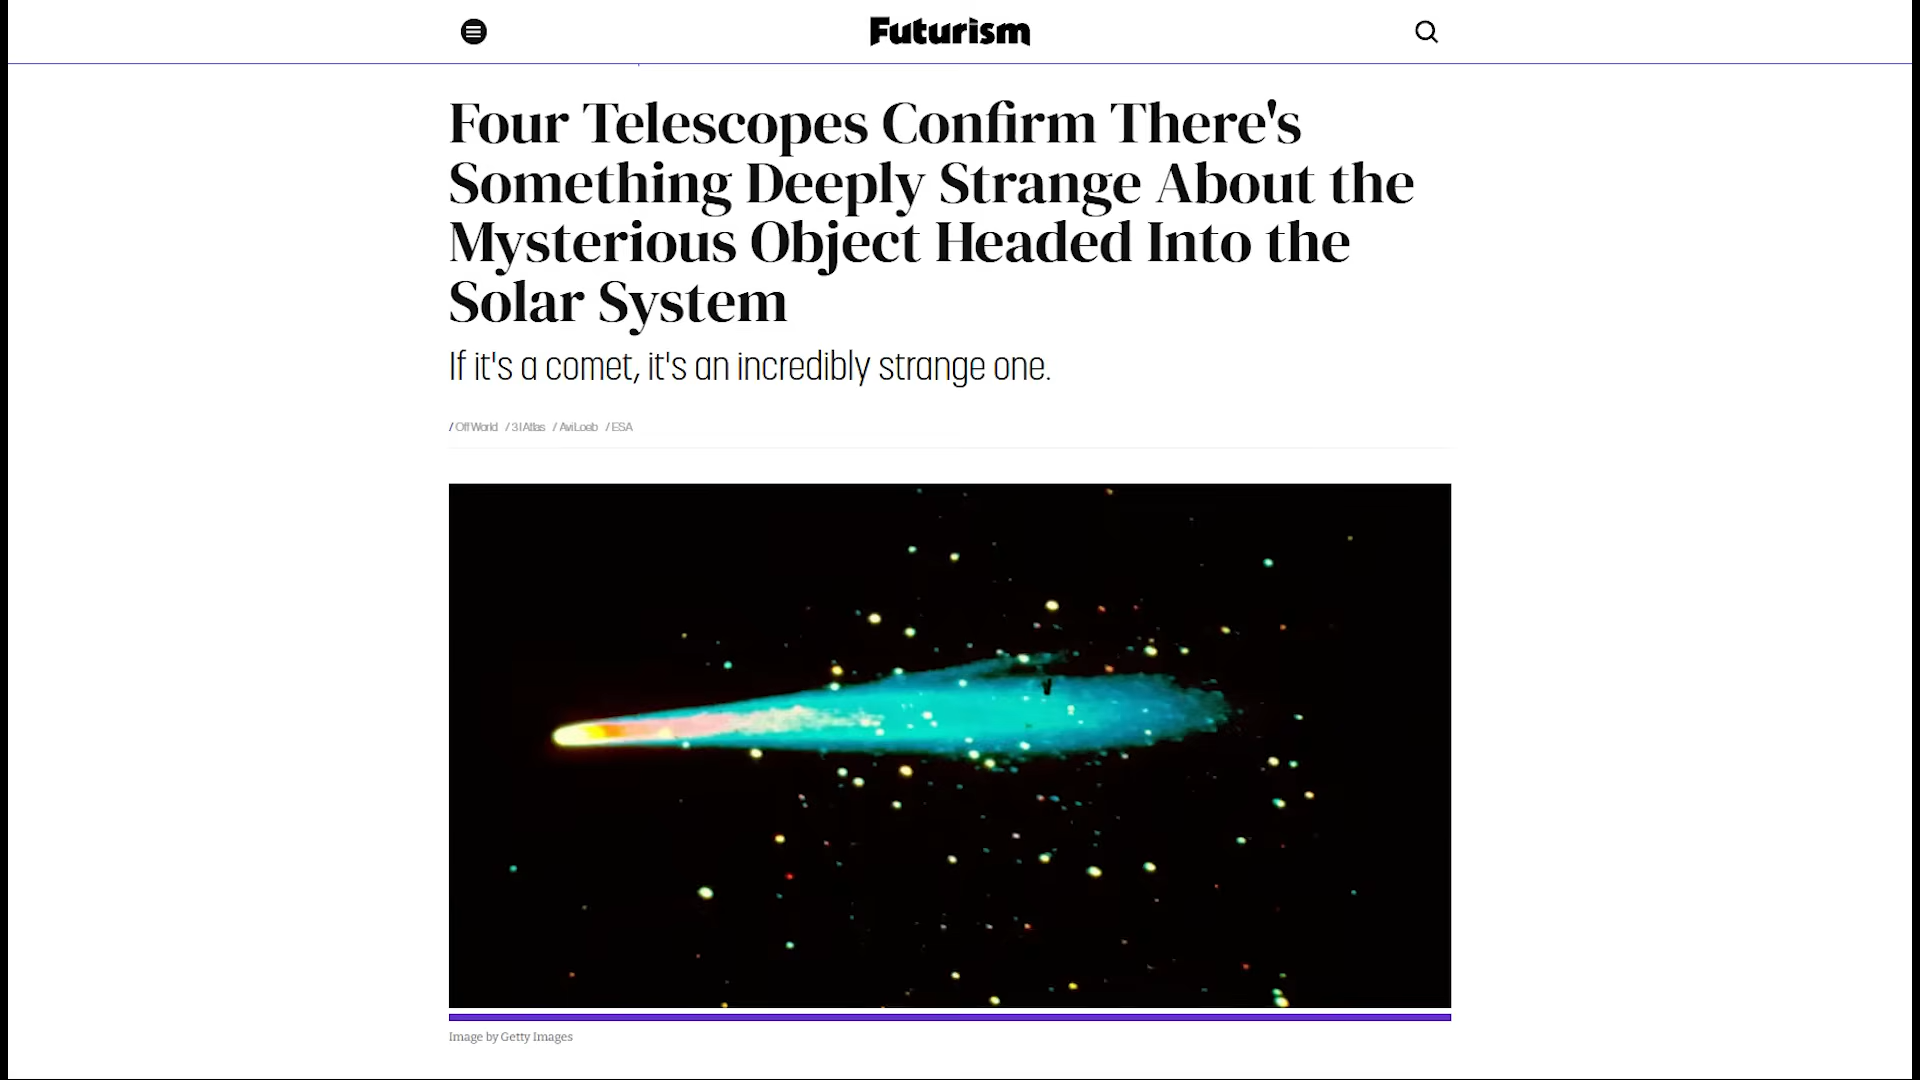 Futurism
Four Telescopes Confirm There's
Something Deeply Strange About the
Mysterious Object Headed Into the
Solar System
If it's a comet, it's an incredibly strange one.
/ Off World / 3I Atlas / Avi Loeb / ESA
Image by Getty Images